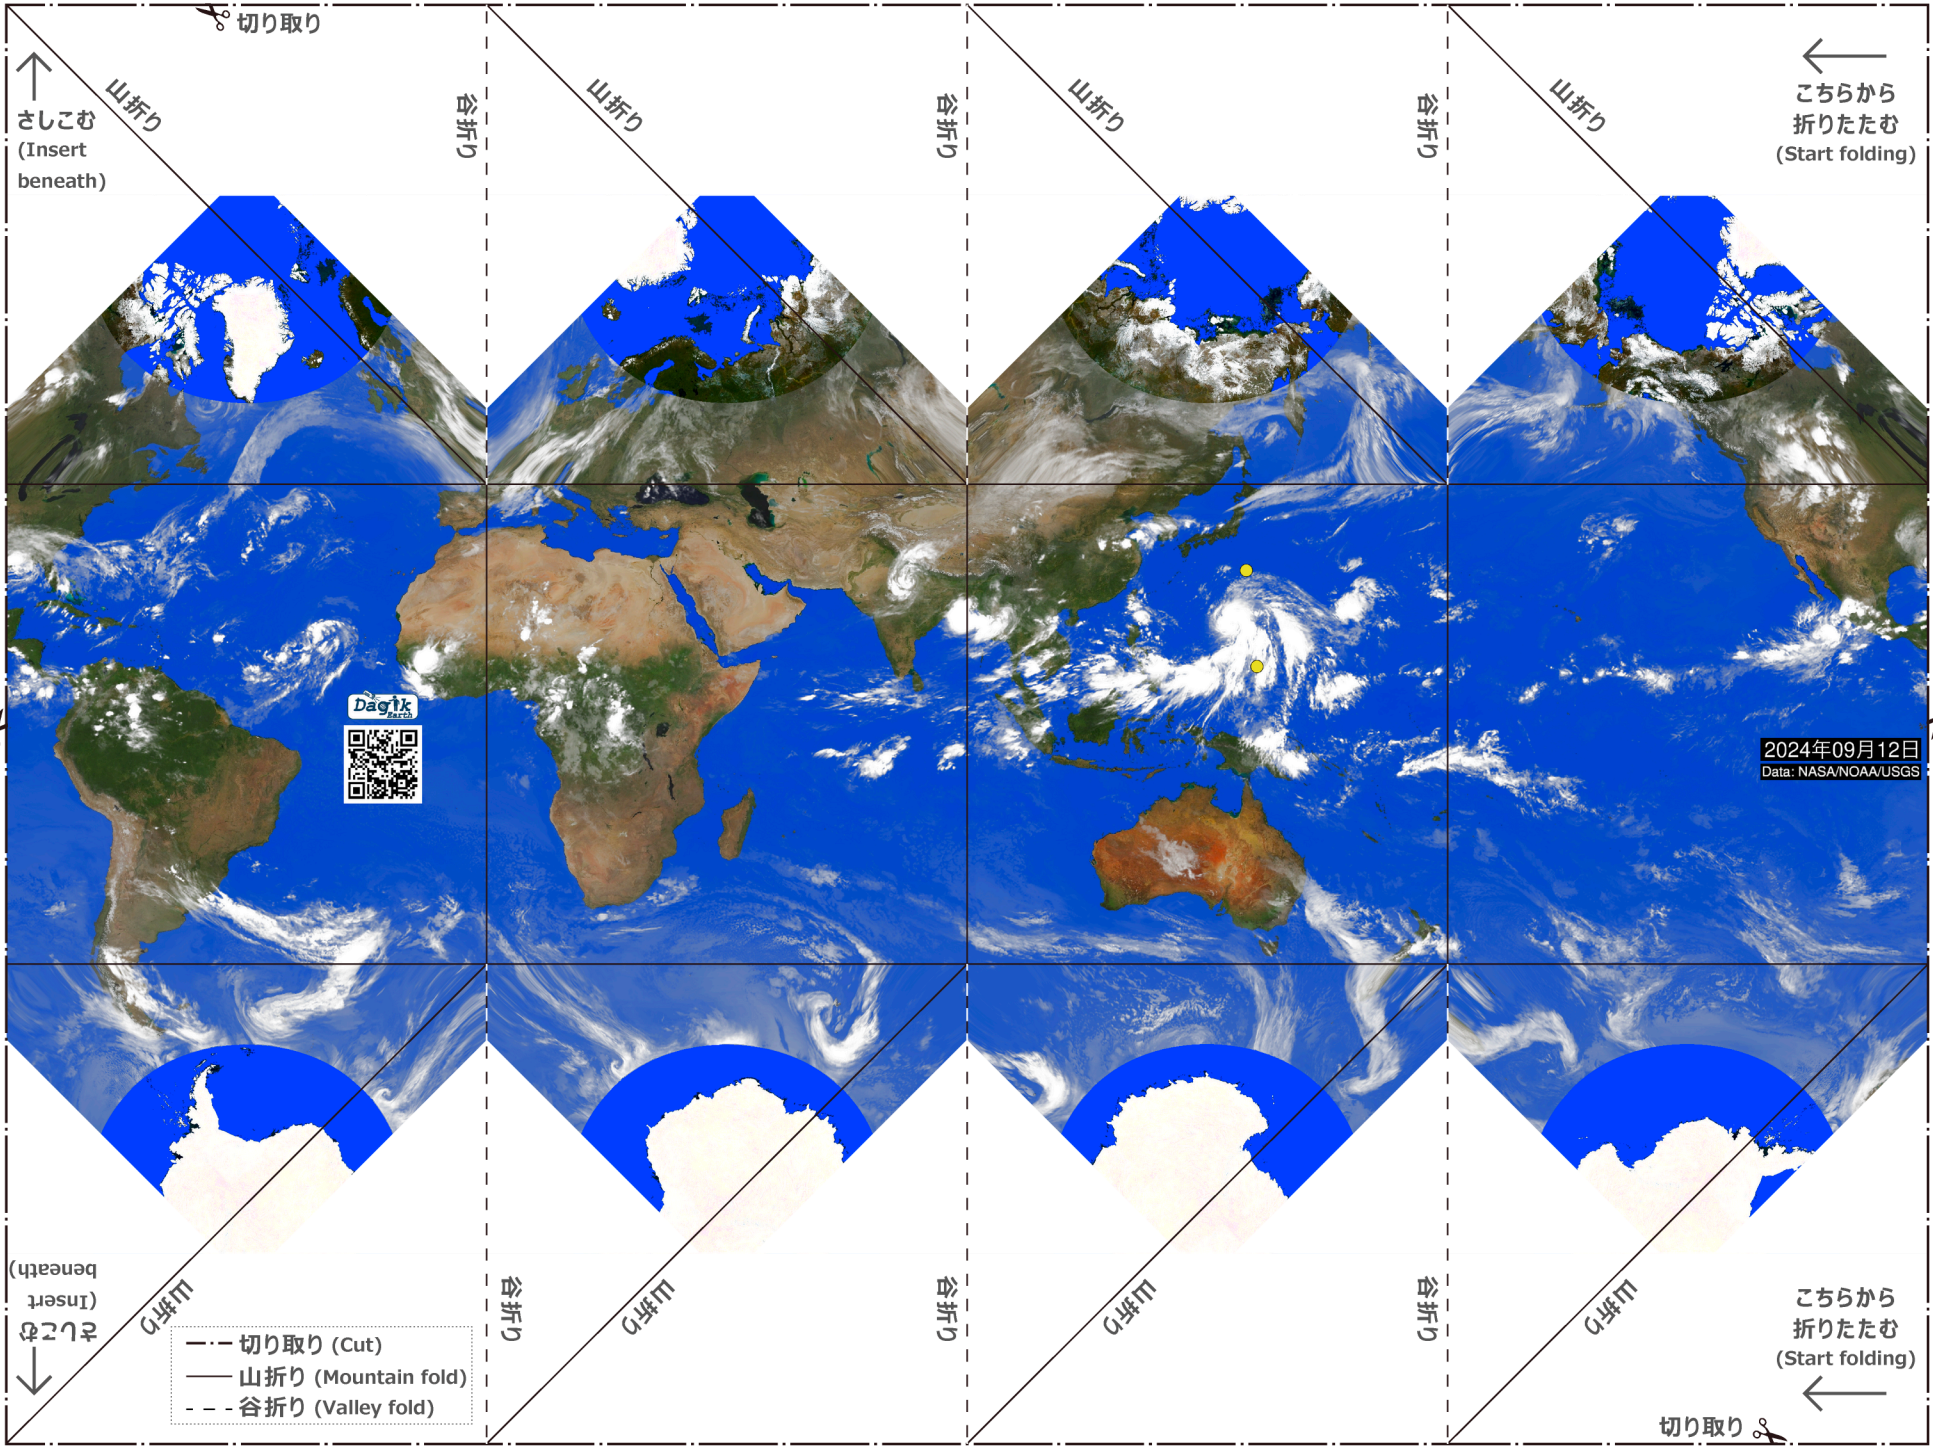 切り取り
山折り
谷折り
山折り
谷折り
山折り
谷折り
山折り
さしこむ
(Insert
beneath)
こちらから
折りたたむ
(Start folding)
Dagik
Earth
2024年09月12日
Data: NASA/NOAA/USGS
さしこむ
(Insert
beneath)
山折り
谷折り
山折り
谷折り
山折り
谷折り
山折り
こちらから
折りたたむ
(Start folding)
切り取り (Cut)
山折り (Mountain fold)
谷折り (Valley fold)
切り取り